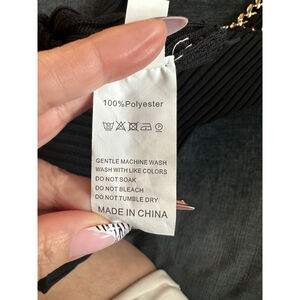 100%Polyester
GENTLE MACHINE WASH
WASH WITH LIKE COLORS
DO NOT SOAK
DO NOT BLEACH
DO NOT TUMBLE DRY
MADE IN CHINA